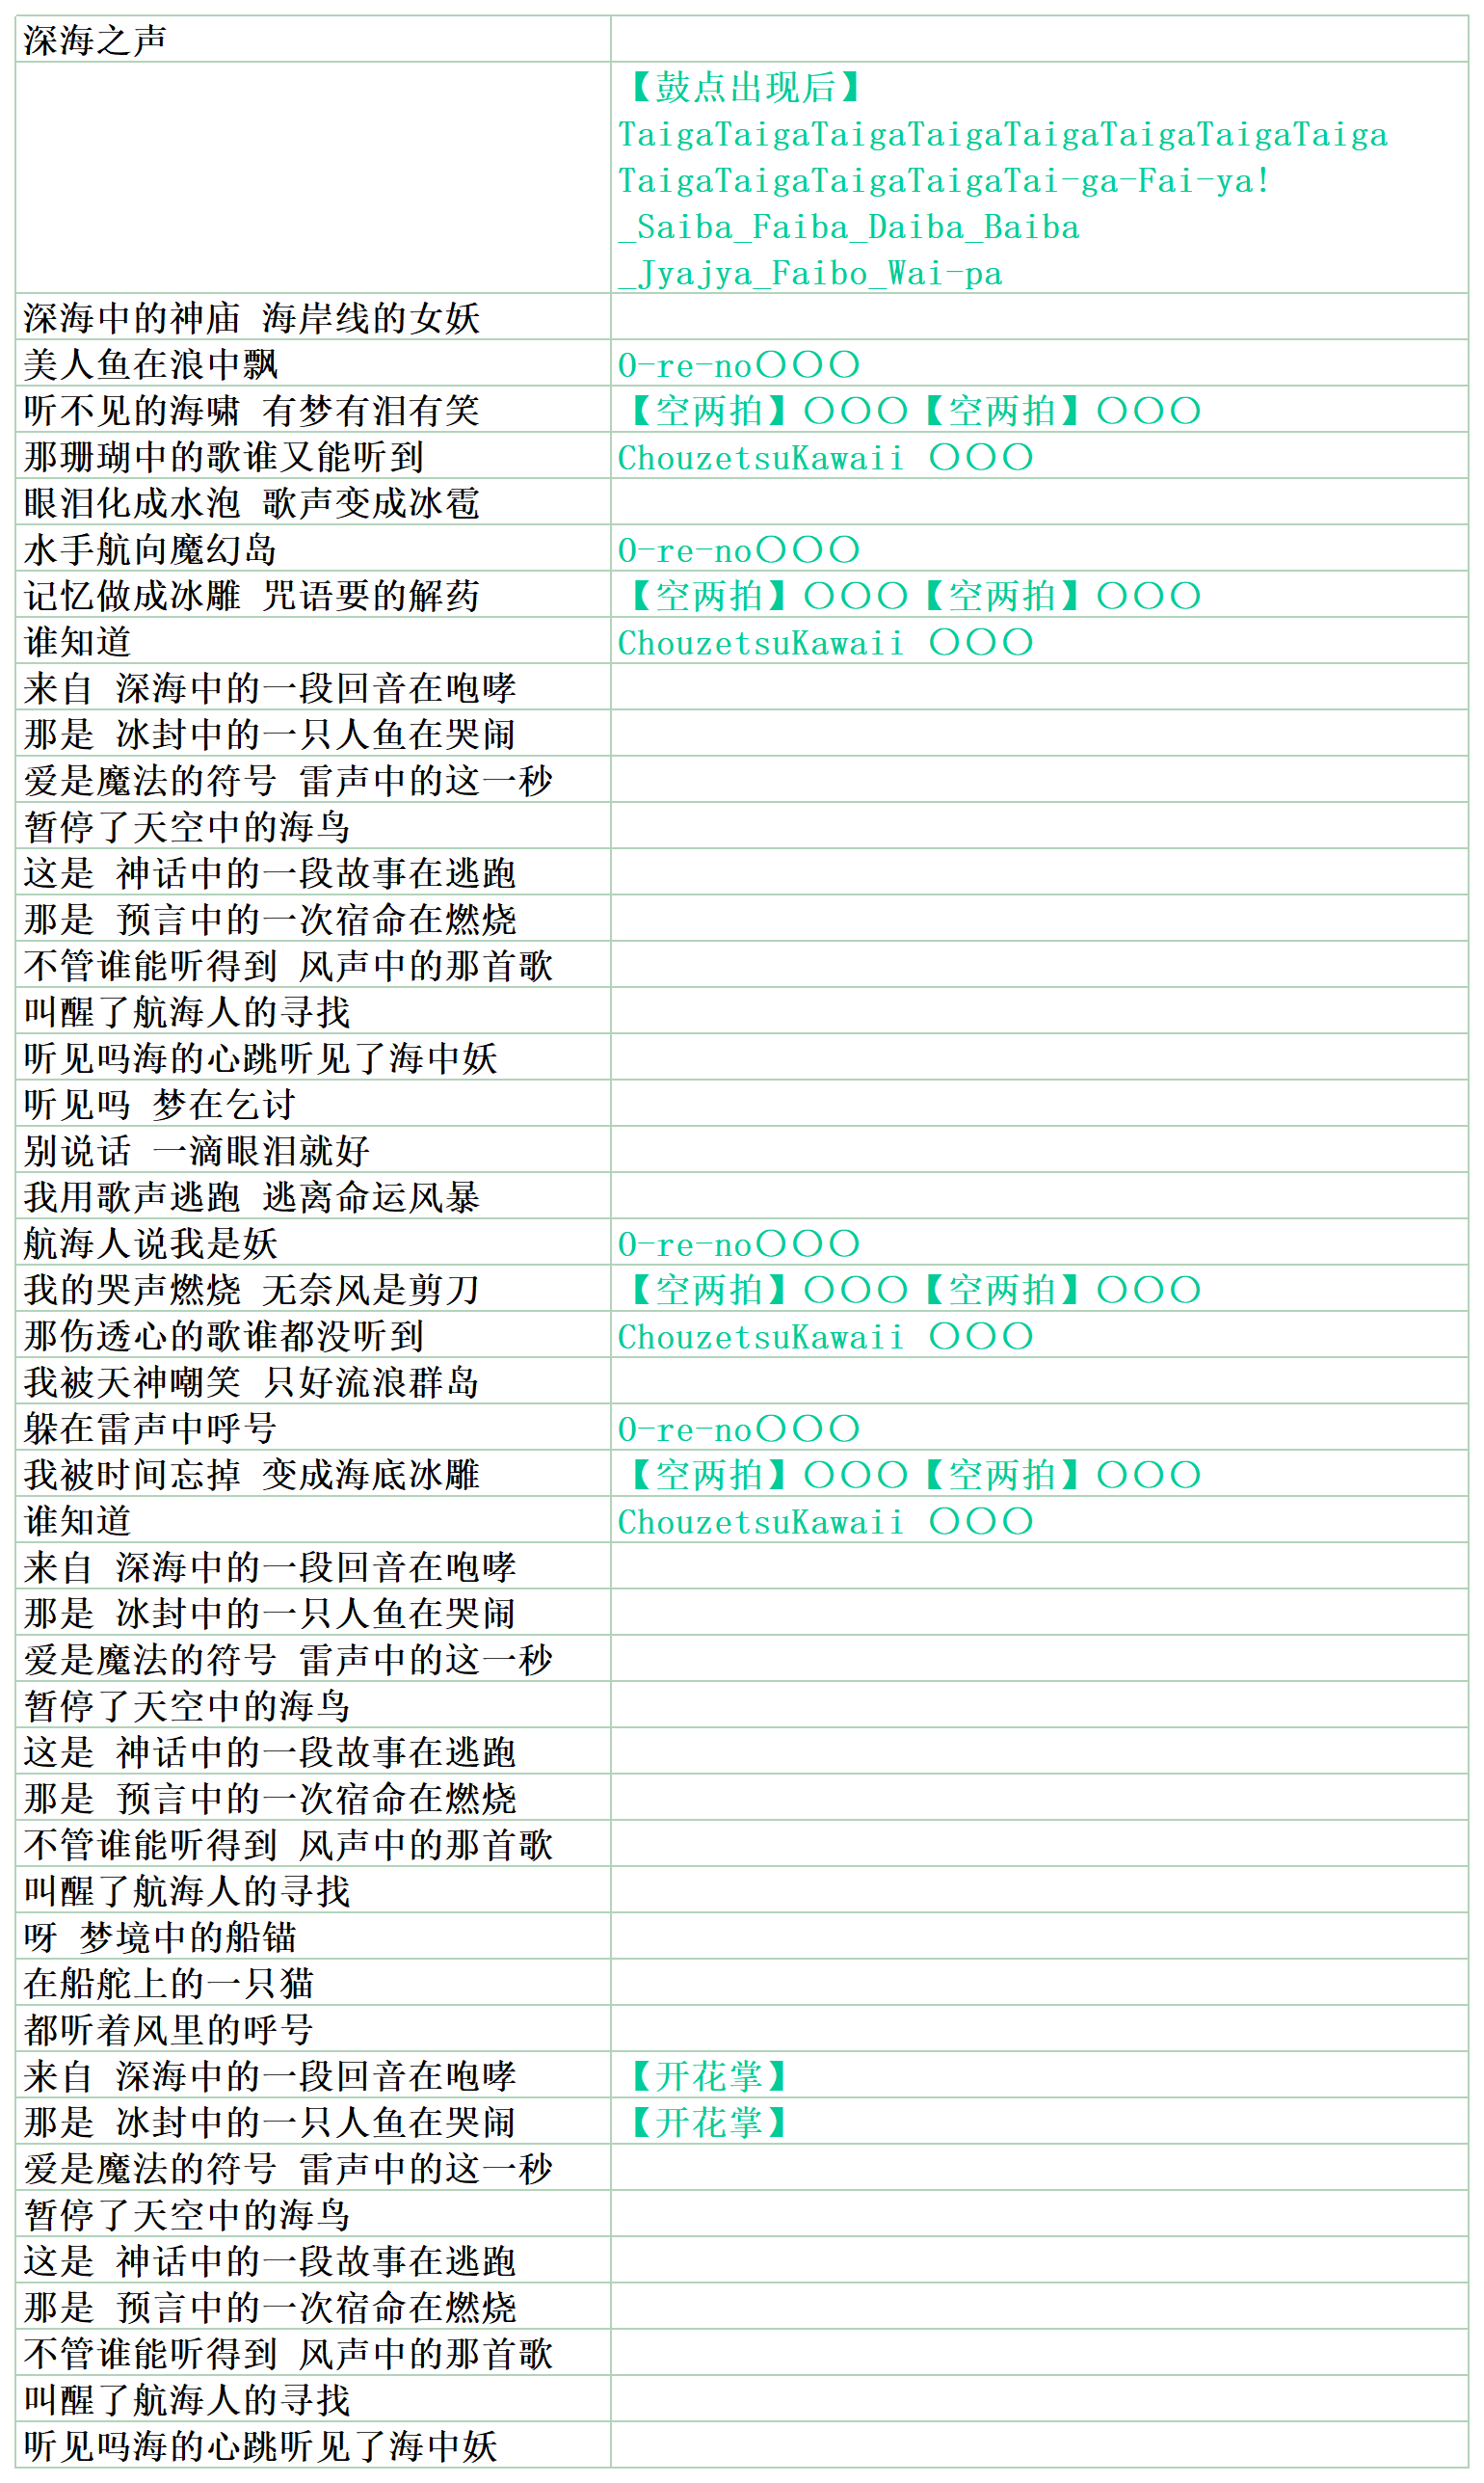 深海之声
【鼓点出现后】
TaigaTaigaTaigaTaigaTaigaTaigaTaigaTaiga
TaigaTaigaTaigaTaigaTai-ga-Fai-ya!
_Saiba_Faiba_Daiba_Baiba
_Jyajya_Faibo_Wai-pa
深海中的神庙 海岸线的女妖
美人鱼在浪中飘 O-re-no〇〇〇
听不见的海啸 有梦有泪有笑 【空两拍】〇〇〇【空两拍】〇〇〇
那珊瑚中的歌谁又能听到 ChouzetsuKawaii 〇〇〇
眼泪化成水泡 歌声变成冰雹
水手航向魔幻岛 O-re-no〇〇〇
记忆做成冰雕 咒语要的解药 【空两拍】〇〇〇【空两拍】〇〇〇
谁知道 ChouzetsuKawaii 〇〇〇
来自 深海中的一段回音在咆哮
那是 冰封中的一只人鱼在哭闹
爱是魔法的符号 雷声中的这一秒
暂停了天空中的海鸟
这是 神话中的一段故事在逃跑
那是 预言中的一次宿命在燃烧
不管谁能听得到 风声中的那首歌
叫醒了航海人的寻找
听见吗海的心跳听见了海中妖
听见吗 梦在乞讨
别说话 一滴眼泪就好
我用歌声逃跑 逃离命运风暴
航海人说我是妖 O-re-no〇〇〇
我的哭声燃烧 无奈风是剪刀 【空两拍】〇〇〇【空两拍】〇〇〇
那伤透心的歌谁都没听到 ChouzetsuKawaii 〇〇〇
我被天神嘲笑 只好流浪群岛
躲在雷声中呼号 O-re-no〇〇〇
我被时间忘掉 变成海底冰雕 【空两拍】〇〇〇【空两拍】〇〇〇
谁知道 ChouzetsuKawaii 〇〇〇
来自 深海中的一段回音在咆哮
那是 冰封中的一只人鱼在哭闹
爱是魔法的符号 雷声中的这一秒
暂停了天空中的海鸟
这是 神话中的一段故事在逃跑
那是 预言中的一次宿命在燃烧
不管谁能听得到 风声中的那首歌
叫醒了航海人的寻找
呀 梦境中的船锚
在船舵上的一只猫
都听着风里的呼号
来自 深海中的一段回音在咆哮 【开花掌】
那是 冰封中的一只人鱼在哭闹 【开花掌】
爱是魔法的符号 雷声中的这一秒
暂停了天空中的海鸟
这是 神话中的一段故事在逃跑
那是 预言中的一次宿命在燃烧
不管谁能听得到 风声中的那首歌
叫醒了航海人的寻找
听见吗海的心跳听见了海中妖